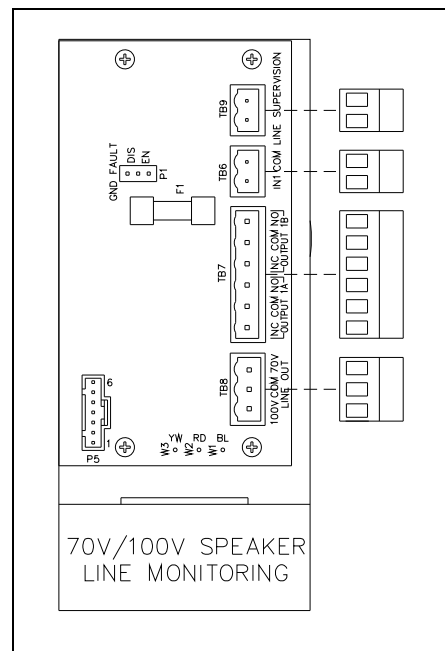 TB9
LINE SUPERVISION
TB6
IN1 COM
GND FAULT
DIS
EN
P1
F1
TB7
NC COM NO
OUTPUT 1B
NC COM NO
OUTPUT 1A
TB8
100V COM 70V
LINE OUT
6
1
P5
YW RD BL
W3 W2 W1
70V/100V SPEAKER
LINE MONITORING